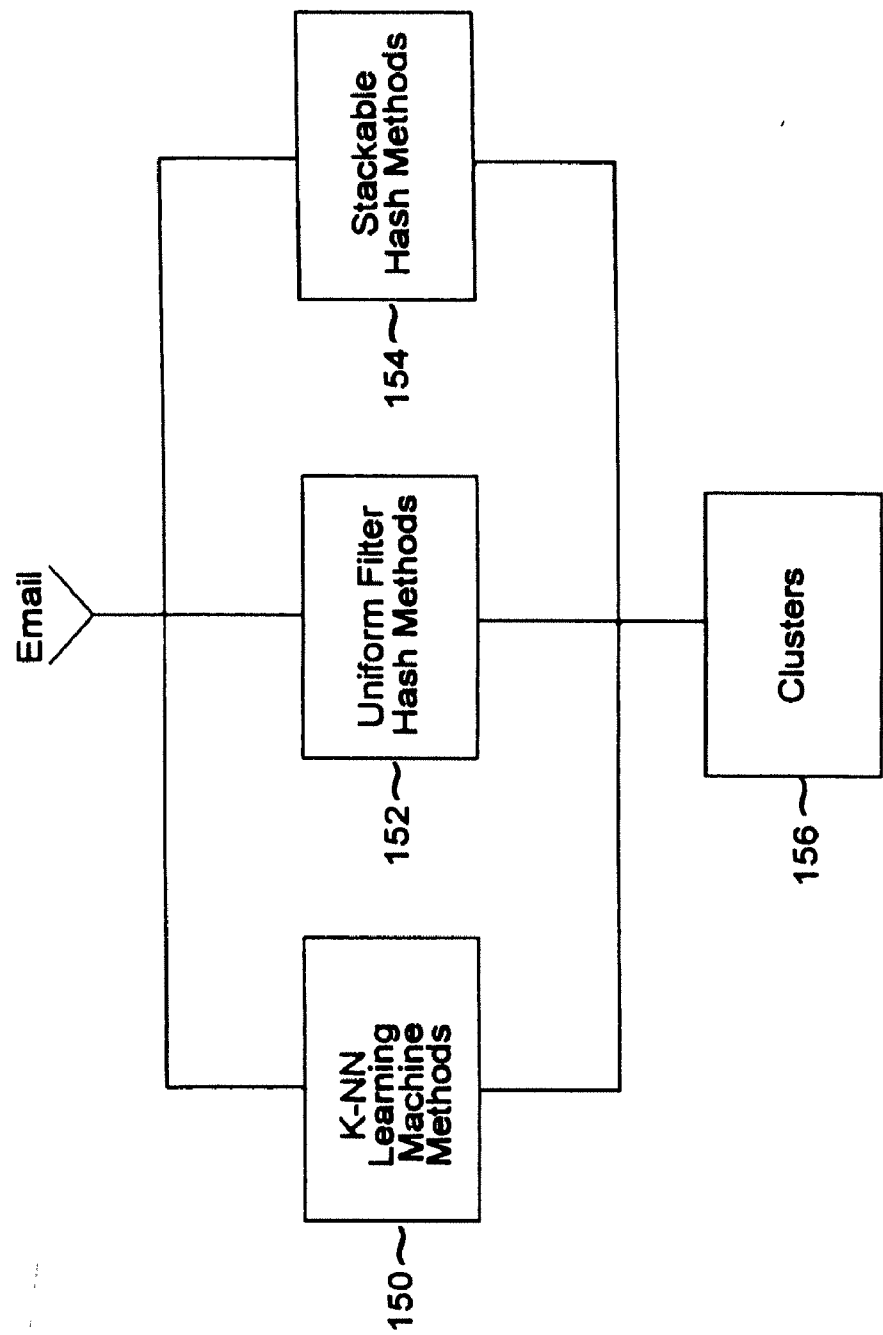 Email
150
K-NN
Learning
Machine
Methods
152
Uniform Filter
Hash Methods
154
Stackable
Hash Methods
156
Clusters